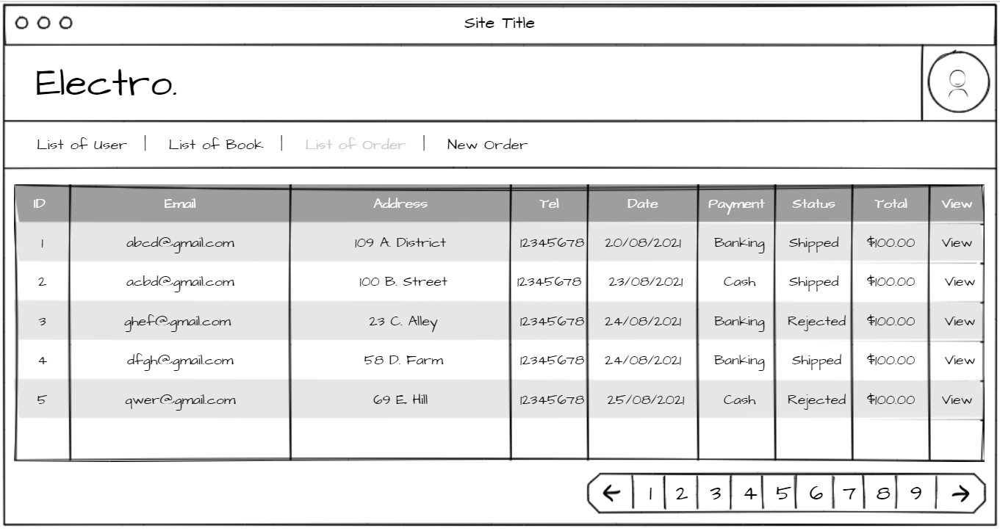 Site Title
Electro.
List of User | List of Book | List of Order | New Order
ID Email Address Tel Date Payment Status Total View
1 abcd@gmail.com 109 A. District 12345678 20/08/2021 Banking Shipped $100.00 View
2 acbd@gmail.com 100 B. Street 12345678 23/08/2021 Cash Shipped $100.00 View
3 ghef@gmail.com 23 C. Alley 12345678 24/08/2021 Banking Rejected $100.00 View
4 dfgh@gmail.com 58 D. Farm 12345678 24/08/2021 Banking Shipped $100.00 View
5 qwer@gmail.com 69 E. Hill 12345678 25/08/2021 Cash Rejected $100.00 View
← 1 2 3 4 5 6 7 8 9 →